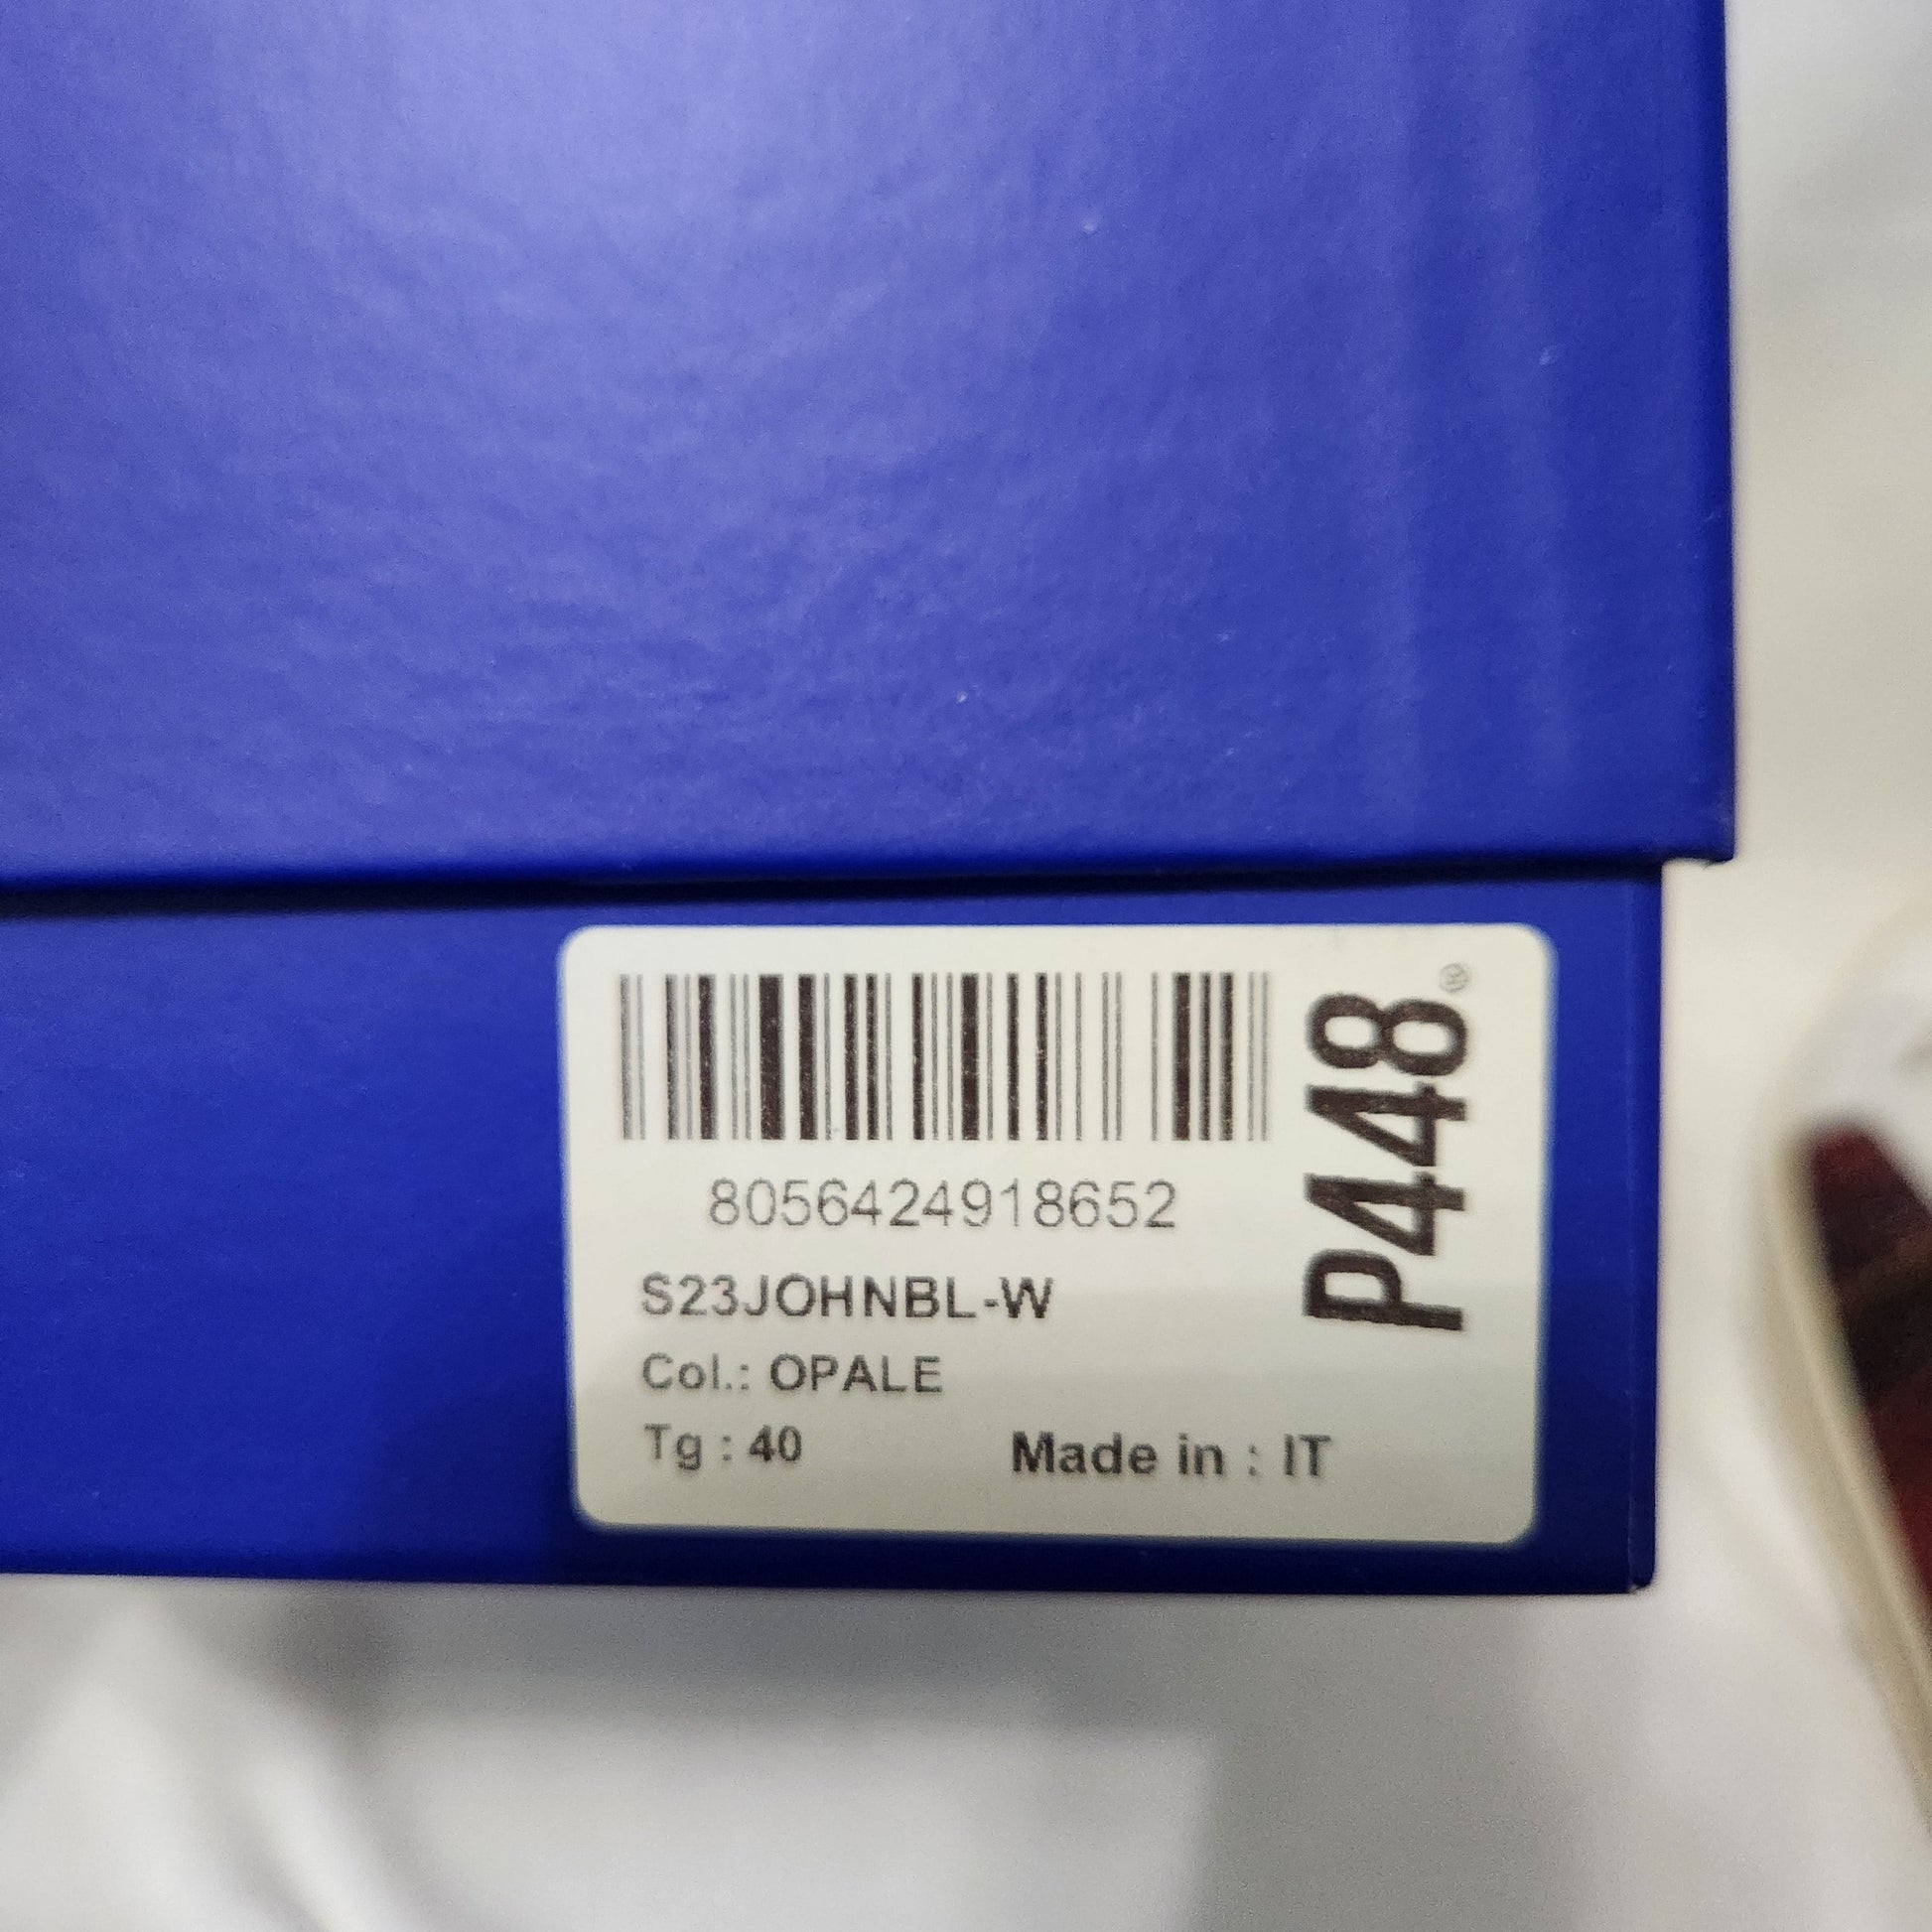 8056424918652
S23JOHNBL-W
Col.: OPALE
Tg : 40 Made in : IT
P448®